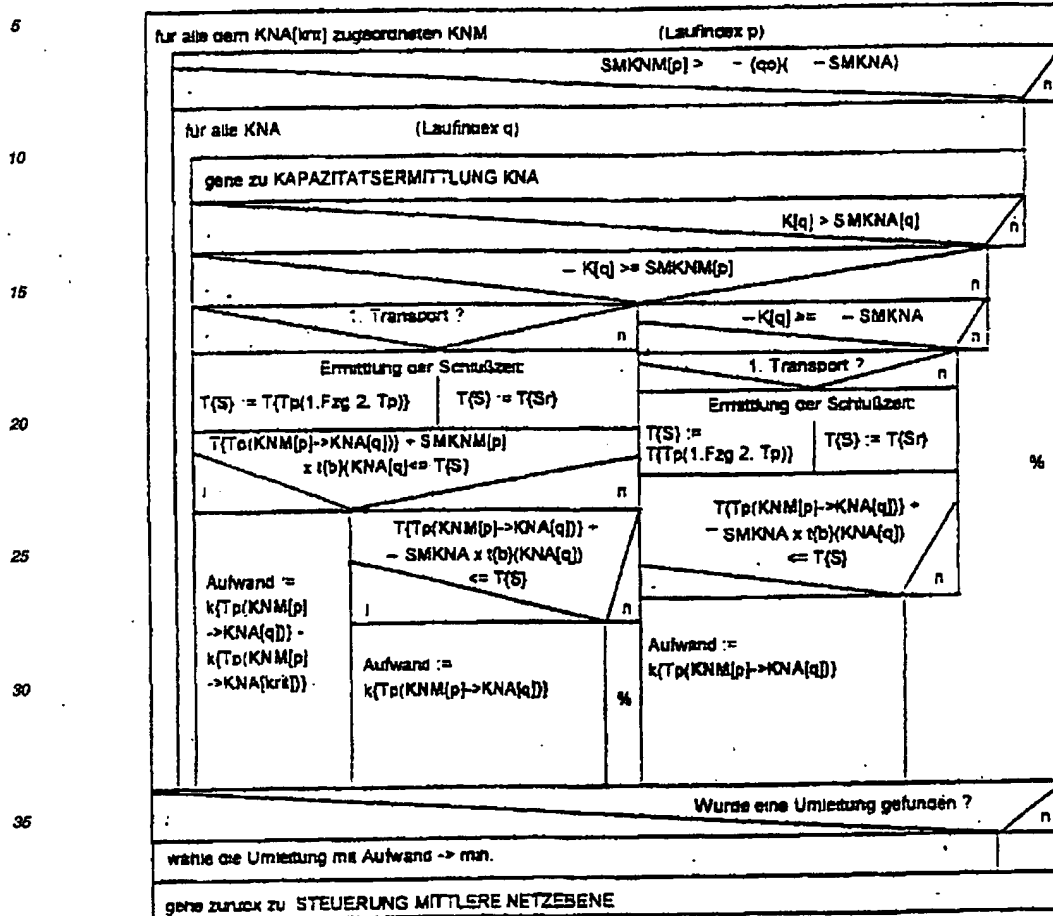 5
für alle dem KNA[krit] zugeordneten KNM (Laufindex p)
SMKNM[p] > - (qo)( - SMKNA)
n
für alle KNA (Laufindex q)
10
gehe zu KAPAZITÄTSERMITTLUNG KNA
K[q] > SMKNA[q]
n
- K[q] >= SMKNM[p]
n
15
1. Transport ?
n
- K[q] >= - SMKNA
n
Ermittlung der Schlußzeit:
1. Transport ?
n
T{S} := T{Tp(1.Fzg 2. Tp)}
T{S} := T{Sr}
Ermittlung der Schlußzeit:
20
T{S} :=
T{Tp(1.Fzg 2. Tp)}
T{S} := T{Sr}
T{Tp(KNM[p]->KNA[q])} + SMKNM[p]
x t{b}(KNA[q]<= T{S}
j
n
%
T{Tp(KNM[p]->KNA[q])} +
- SMKNA x t{b}(KNA[q])
<= T{S}
j
n
T{Tp(KNM[p]->KNA[q])} +
- SMKNA x t{b}(KNA[q])
<= T{S}
n
25
Aufwand :=
k{Tp(KNM[p]
->KNA[q])} -
k{Tp(KNM[p]
->KNA[krit])}
Aufwand :=
k{Tp(KNM[p]->KNA[q])}
%
Aufwand :=
k{Tp(KNM[p]->KNA[q])}
%
30
Wurde eine Umleitung gefunden ?
n
35
wähle die Umleitung mit Aufwand -> min.
gehe zurück zu STEUERUNG MITTLERE NETZEBENE